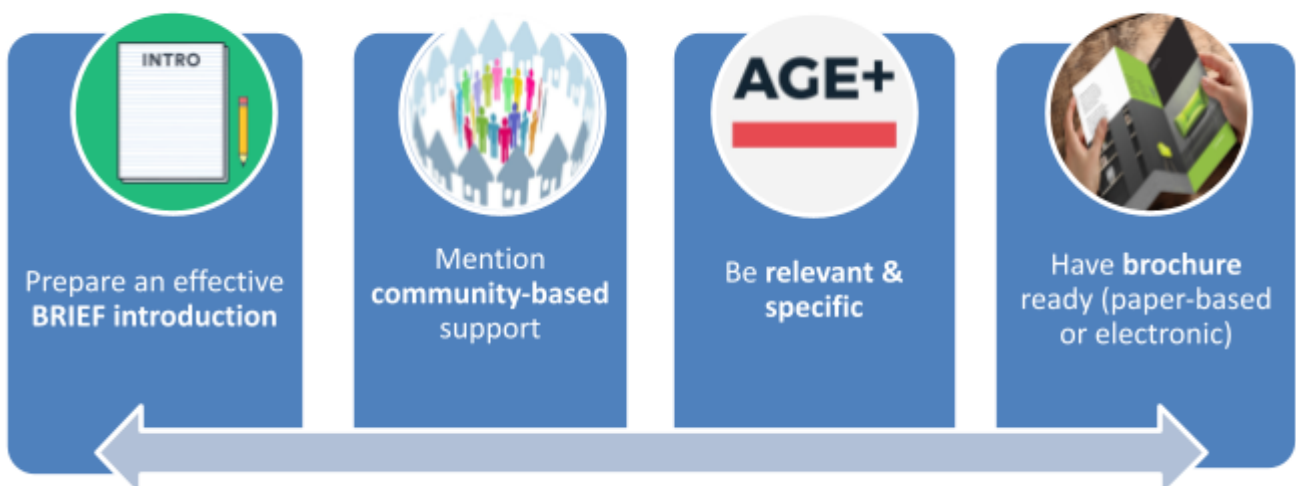 INTRO
Prepare an effective
BRIEF introduction
Mention
community-based
support
AGE+
Be relevant &
specific
Have brochure
ready (paper-based
or electronic)